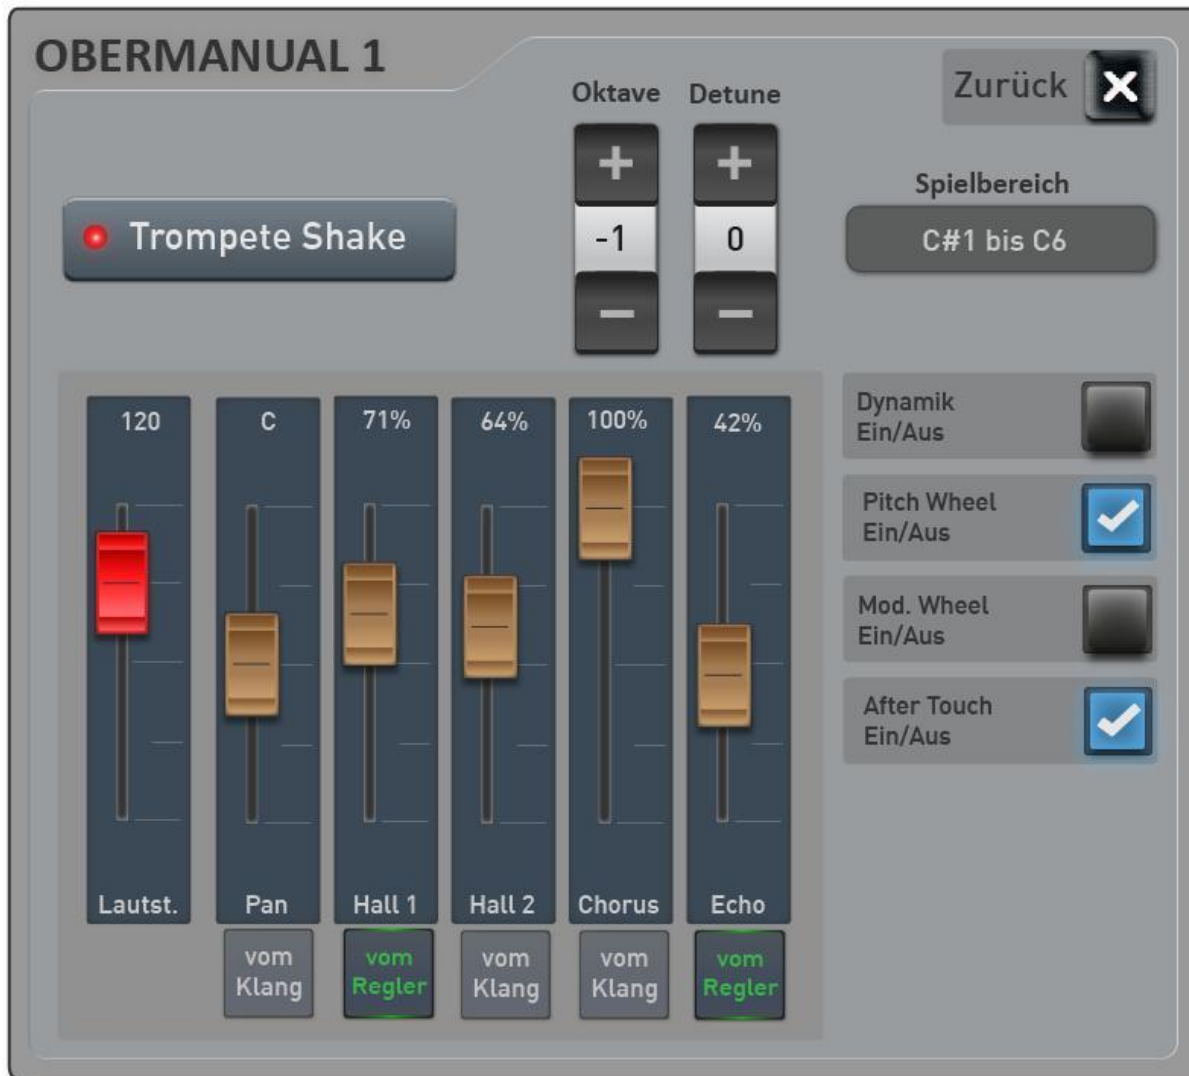 OBERMANUAL 1
Oktave
Detune
Zurück
Trompete Shake
+
-1
−
+
0
−
Spielbereich
C#1 bis C6
120
C
71%
64%
100%
42%
Lautst.
Pan
Hall 1
Hall 2
Chorus
Echo
vom
Klang
vom
Regler
vom
Klang
vom
Klang
vom
Regler
Dynamik
Ein/Aus
Pitch Wheel
Ein/Aus
Mod. Wheel
Ein/Aus
After Touch
Ein/Aus